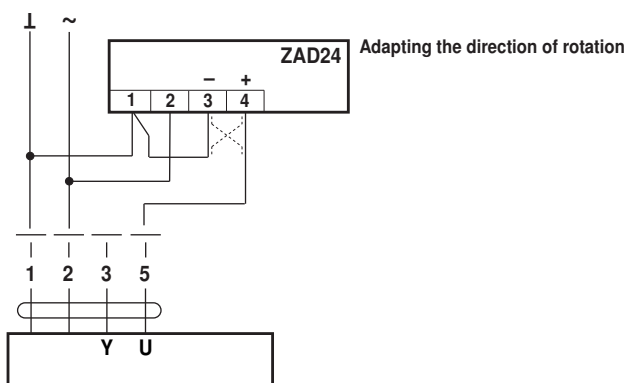 ⊥ ~
ZAD24
Adapting the direction of rotation
– +
1 2 3 4
1 2 3 5
Y U